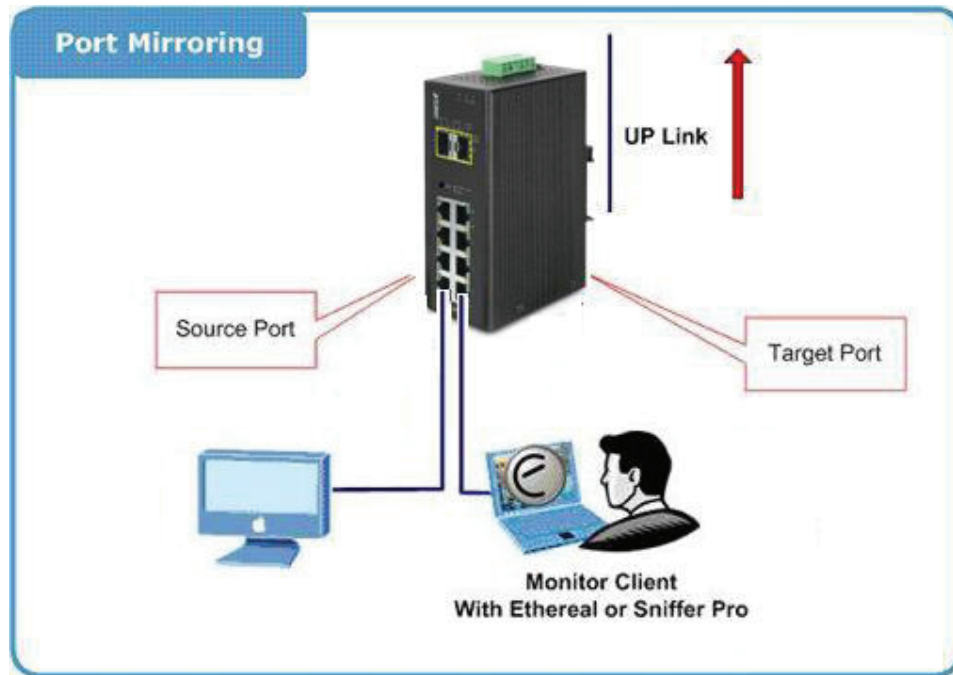 Port Mirroring
UP Link
Source Port
Target Port
Monitor Client
With Ethereal or Sniffer Pro